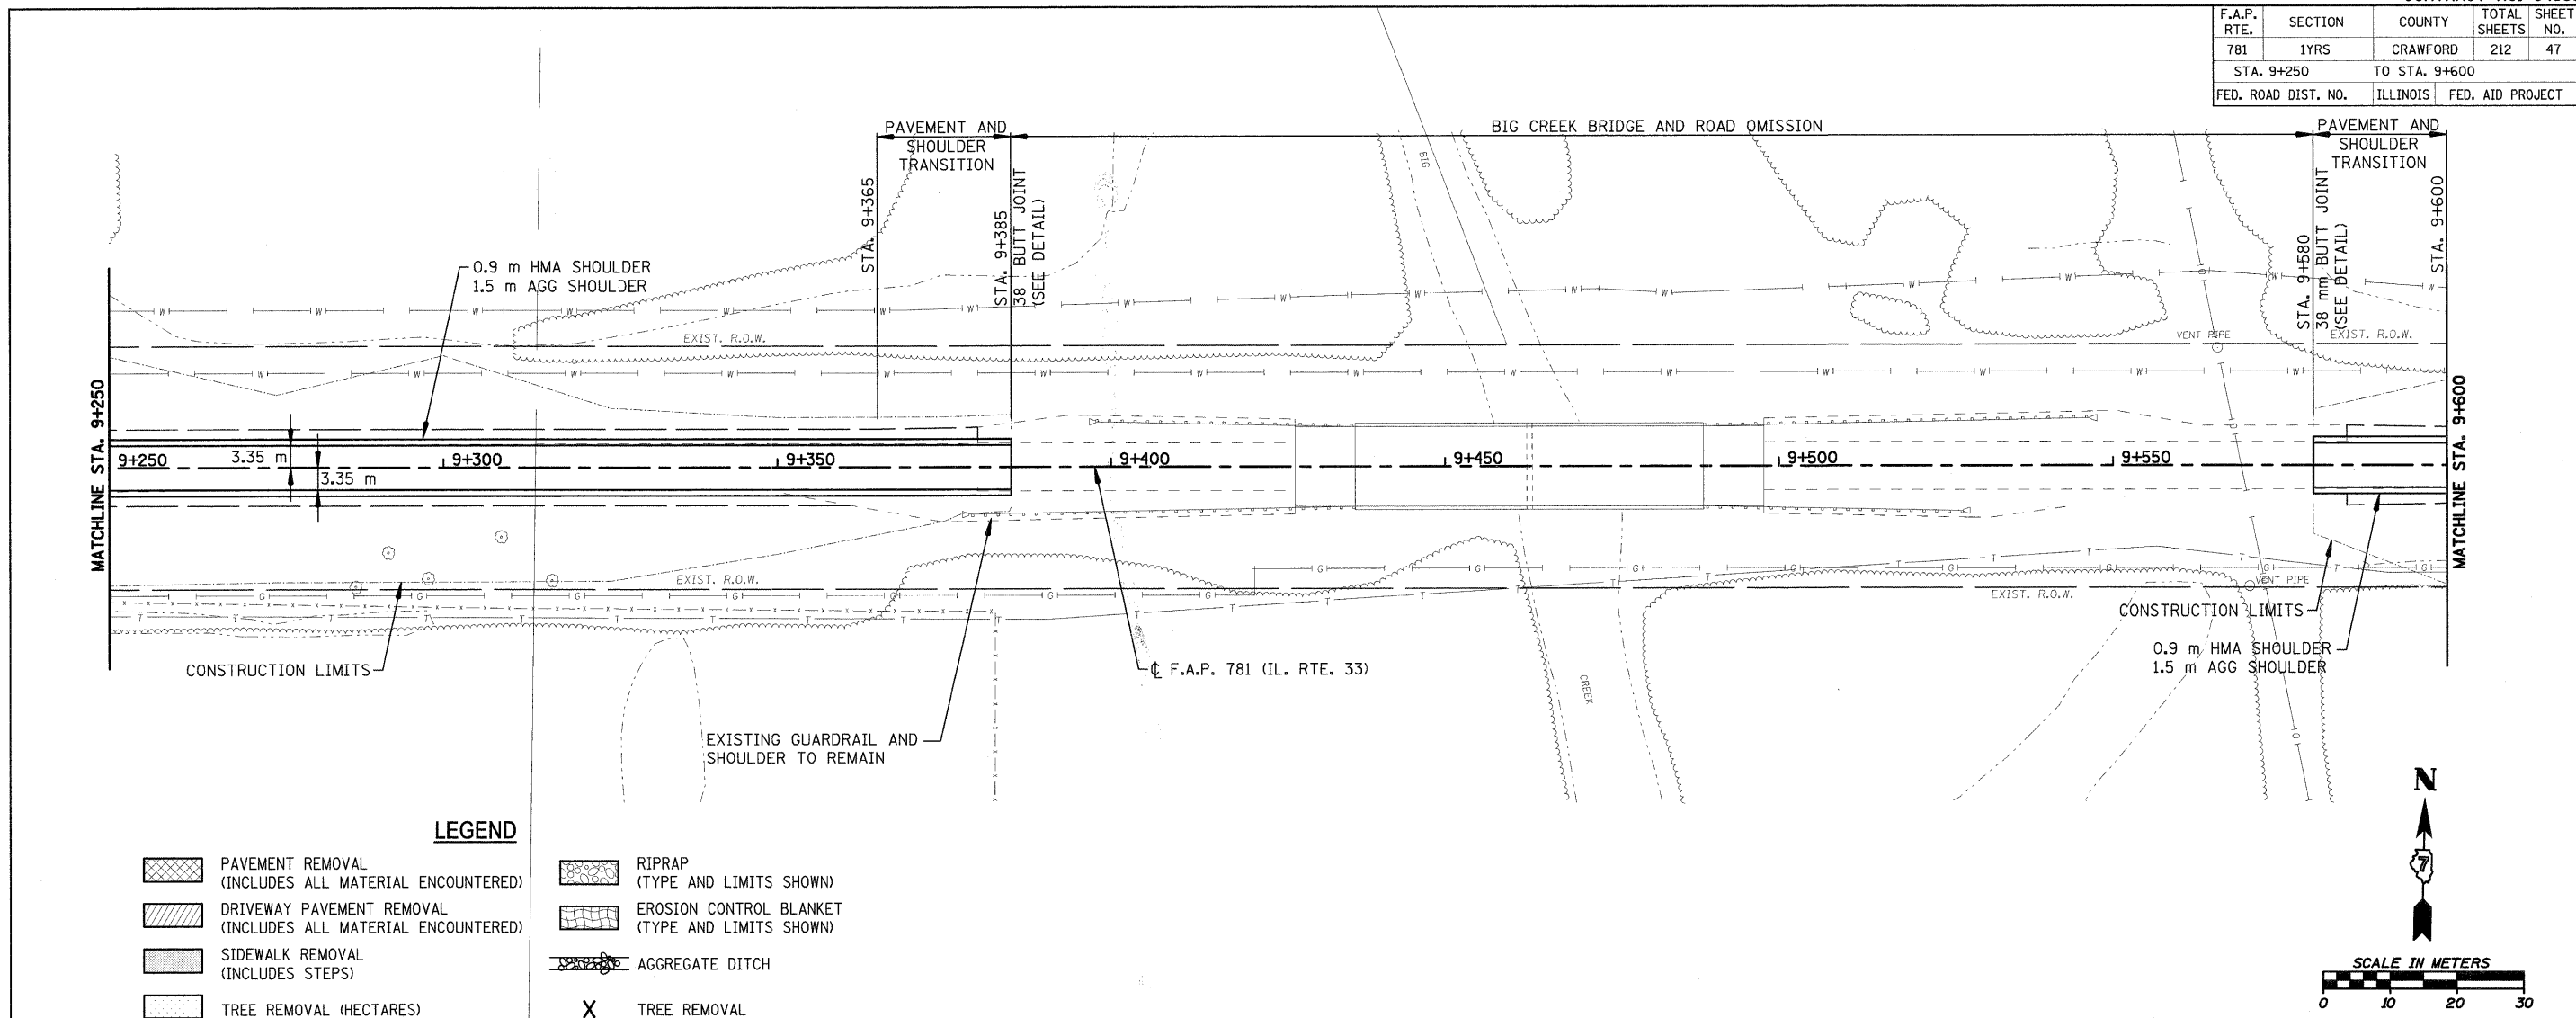 F.A.P. RTE. SECTION COUNTY TOTAL SHEETS SHEET NO.
781 1YRS CRAWFORD 212 47
STA. 9+250 TO STA. 9+600
FED. ROAD DIST. NO. ILLINOIS FED. AID PROJECT
PAVEMENT AND
SHOULDER
TRANSITION
BIG CREEK BRIDGE AND ROAD OMISSION
PAVEMENT AND
SHOULDER
TRANSITION
STA. 9+365
STA. 9+385
38 BUTT JOINT
(SEE DETAIL)
BIG
STA. 9+580
38 mm BUTT JOINT
(SEE DETAIL)
STA. 9+600
0.9 m HMA SHOULDER
1.5 m AGG SHOULDER
EXIST. R.O.W.
VENT PIPE
EXIST. R.O.W.
MATCHLINE STA. 9+250
MATCHLINE STA. 9+600
9+250
9+300
9+350
9+400
9+450
9+500
9+550
3.35 m
3.35 m
EXIST. R.O.W.
VENT PIPE
EXIST. R.O.W.
CONSTRUCTION LIMITS
CONSTRUCTION LIMITS
0.9 m HMA SHOULDER
1.5 m AGG SHOULDER
℄ F.A.P. 781 (IL. RTE. 33)
CREEK
EXISTING GUARDRAIL AND
SHOULDER TO REMAIN
LEGEND
PAVEMENT REMOVAL
(INCLUDES ALL MATERIAL ENCOUNTERED)
DRIVEWAY PAVEMENT REMOVAL
(INCLUDES ALL MATERIAL ENCOUNTERED)
SIDEWALK REMOVAL
(INCLUDES STEPS)
TREE REMOVAL (HECTARES)
RIPRAP
(TYPE AND LIMITS SHOWN)
EROSION CONTROL BLANKET
(TYPE AND LIMITS SHOWN)
AGGREGATE DITCH
X TREE REMOVAL
N
7
SCALE IN METERS
0 10 20 30